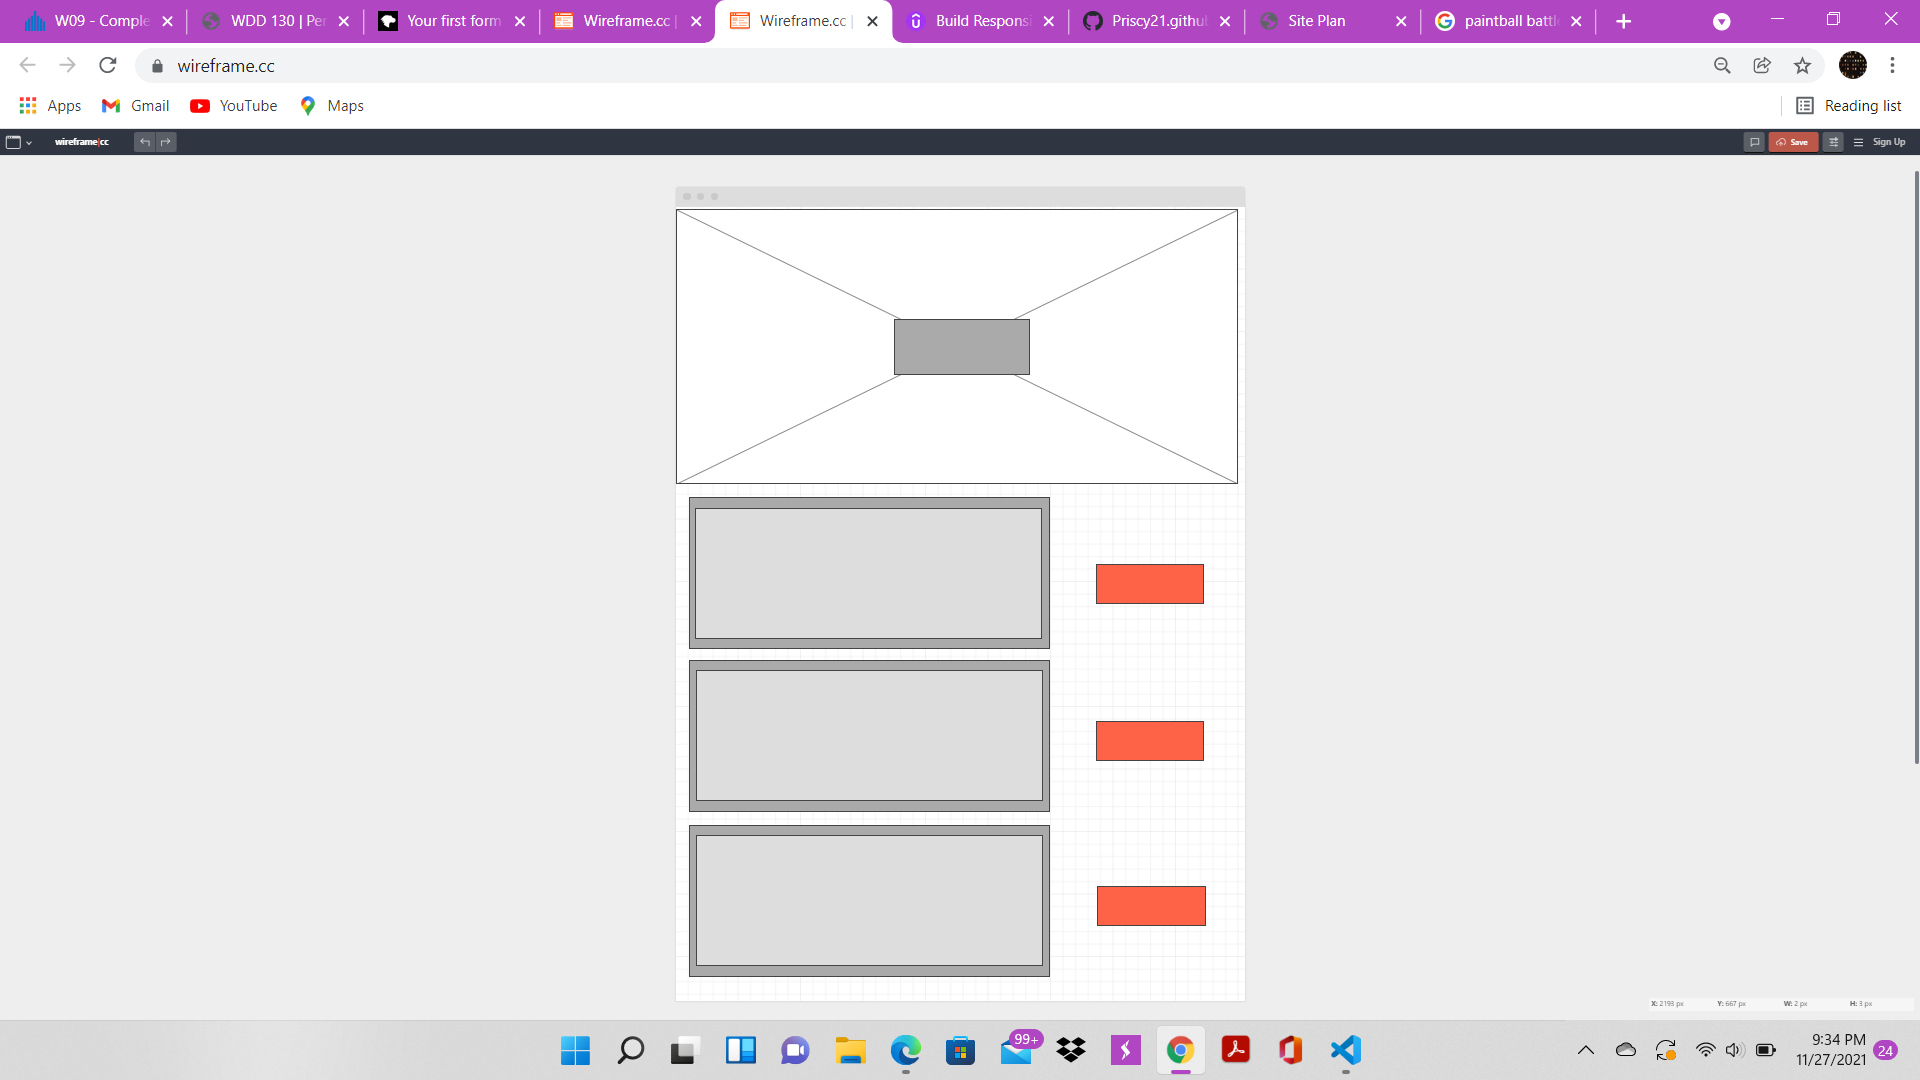 W09 - Comple
WDD 130 | Per
Your first form
Wireframe.cc |
Wireframe.cc |
Build Responsi
Priscy21.githu
Site Plan
paintball battl
wireframe.cc
Apps
Gmail
YouTube
Maps
Reading list
wireframe|cc
Save
Sign Up
X: 2193 px
Y: 667 px
W: 2 px
H: 3 px
99+
9:34 PM
11/27/2021
24